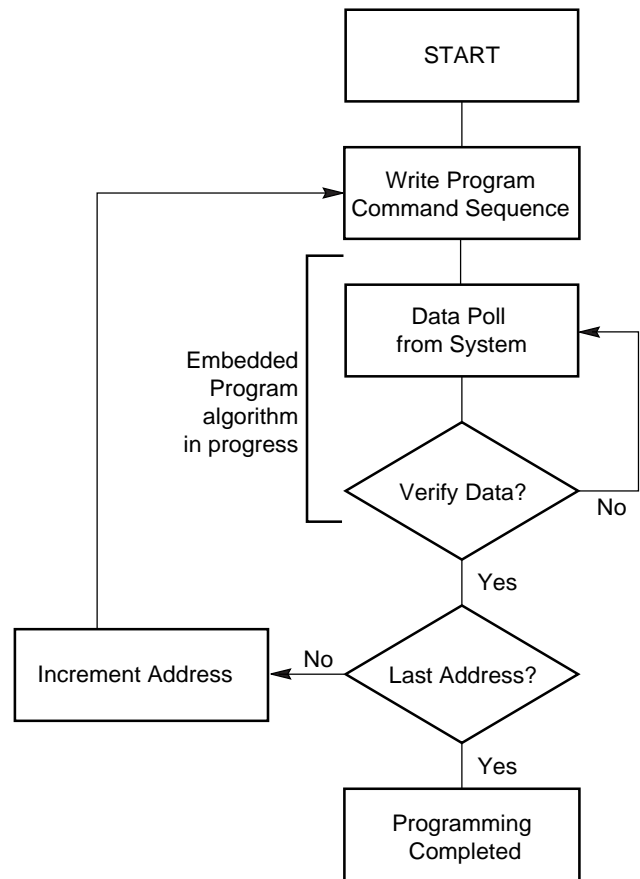 START
Write Program
Command Sequence
Data Poll
from System
Embedded
Program
algorithm
in progress
Verify Data?
No
Yes
Increment Address
No
Last Address?
Yes
Programming
Completed